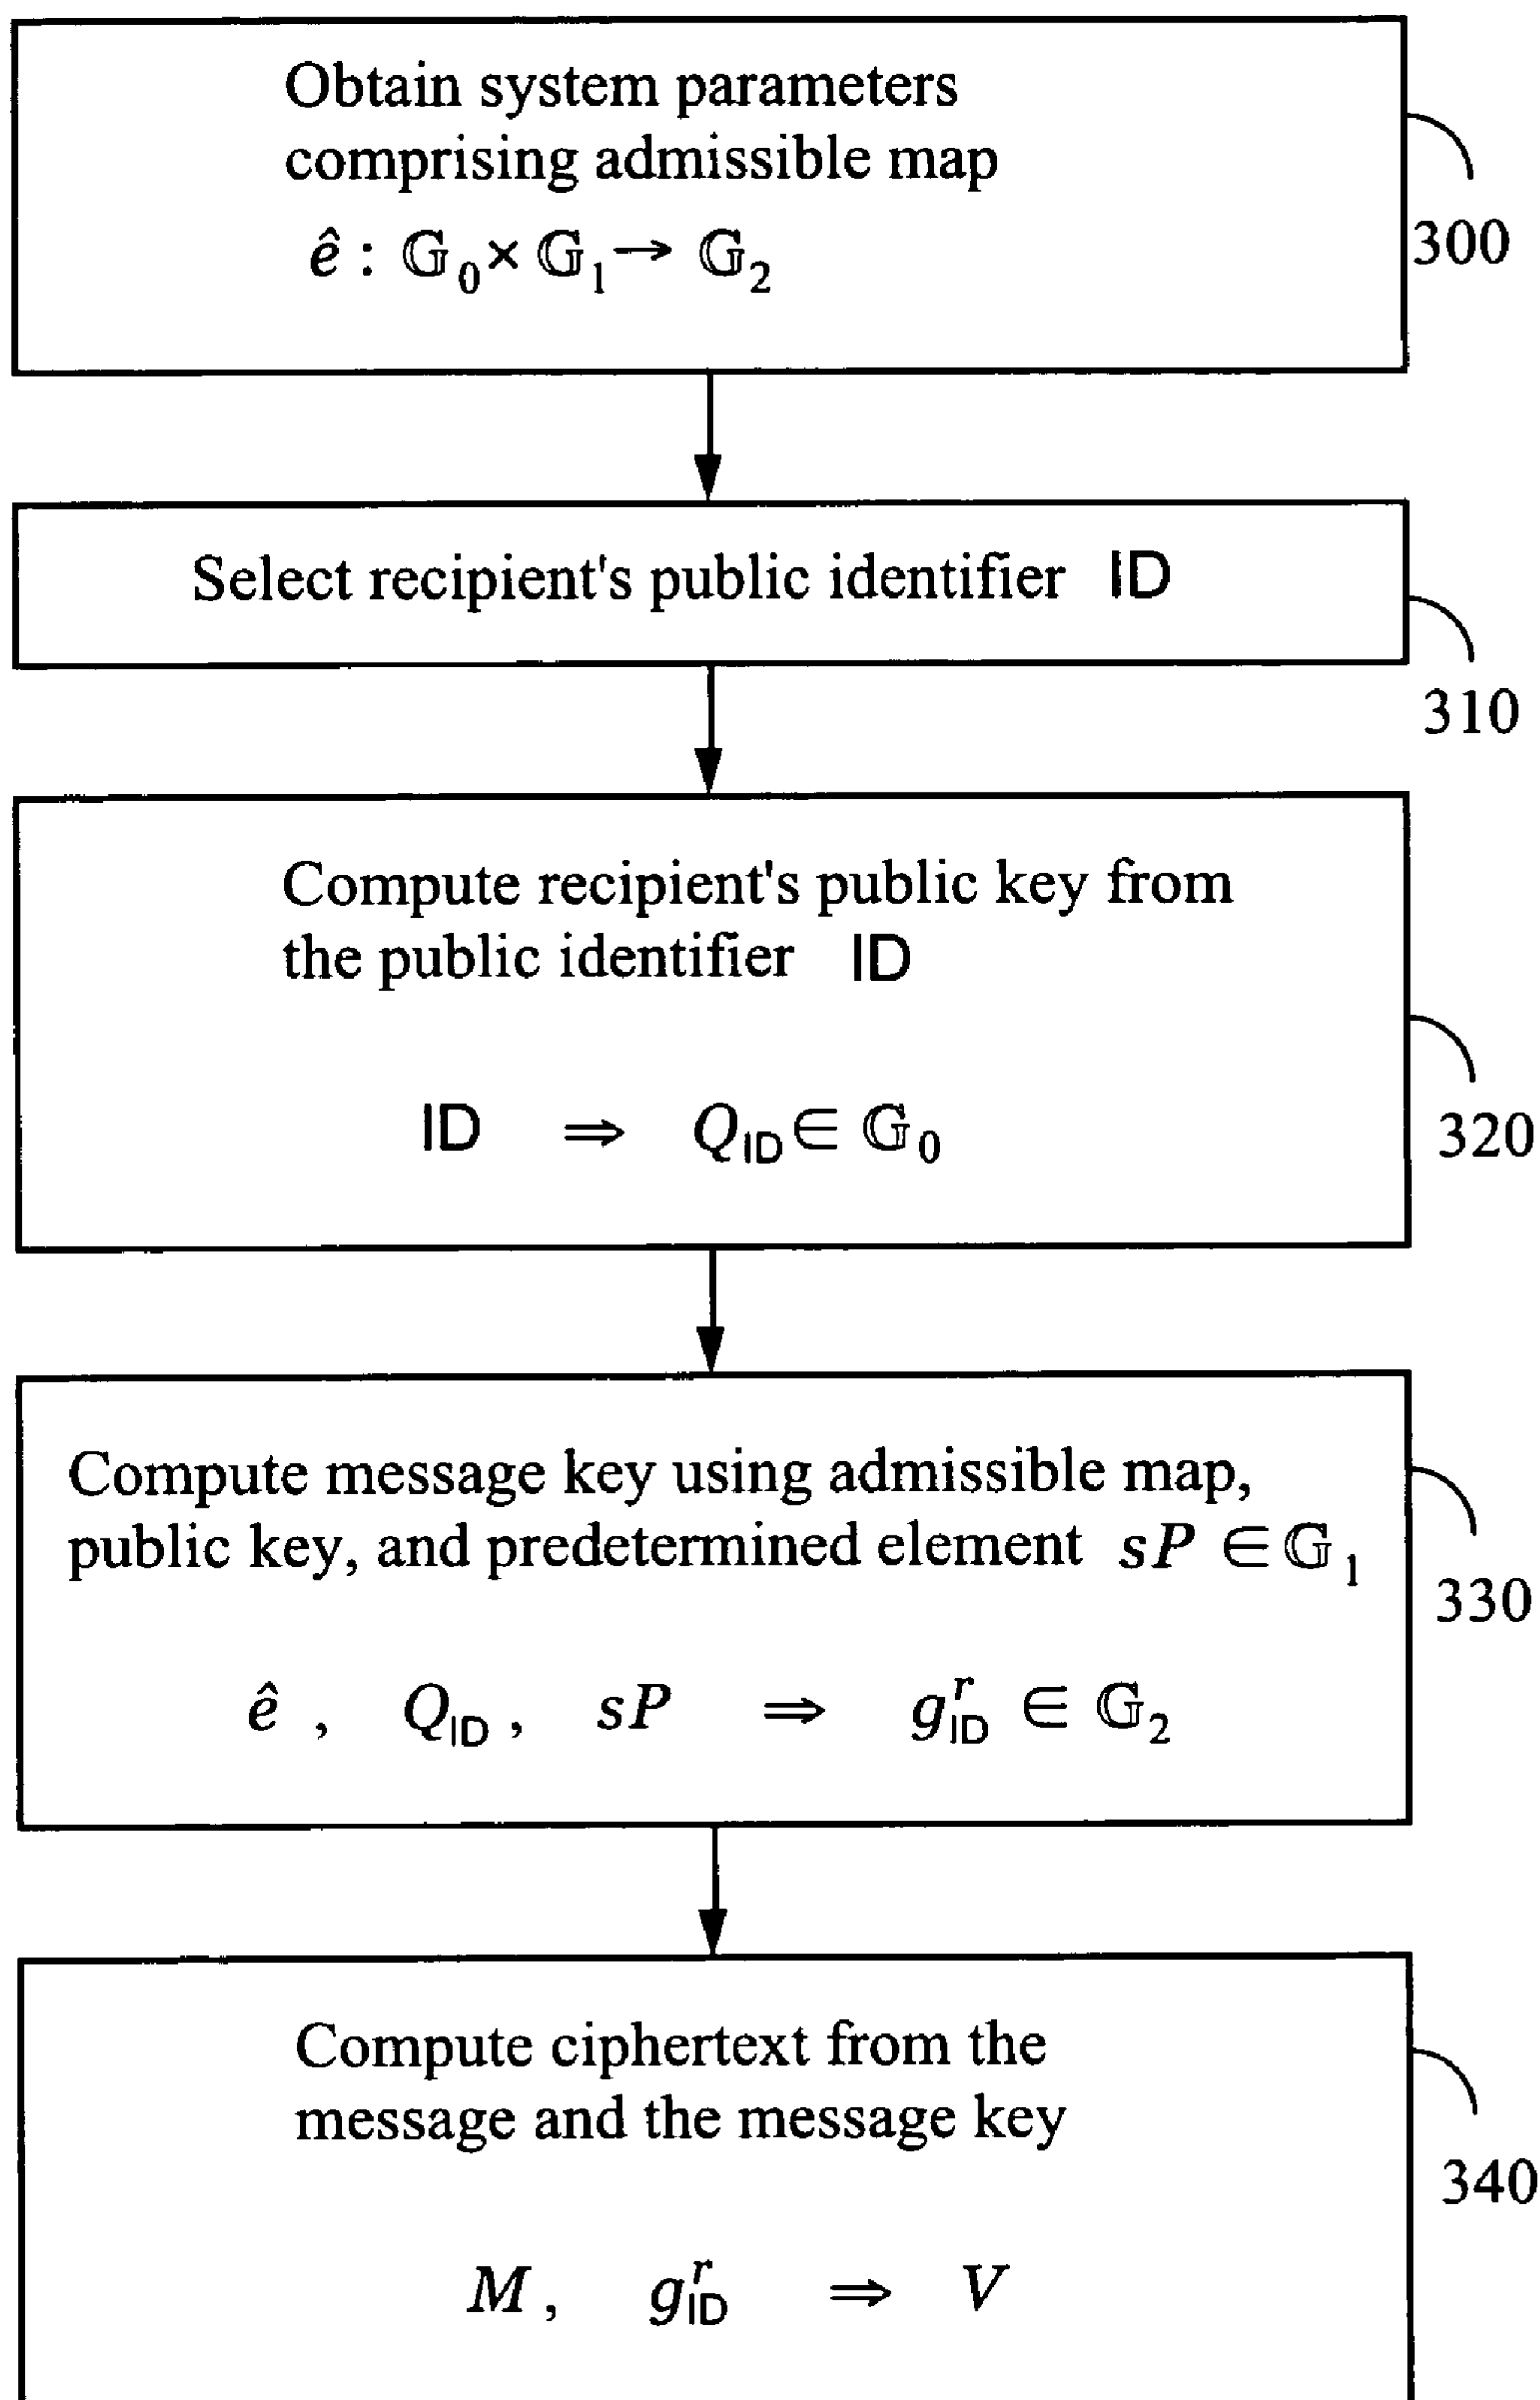 Obtain system parameters
comprising admissible map
ê : 𝔾₀ × 𝔾₁ → 𝔾₂
300
Select recipient's public identifier ID
310
Compute recipient's public key from
the public identifier ID
ID ⇒ Q_ID ∈ 𝔾₀
320
Compute message key using admissible map,
public key, and predetermined element sP ∈ 𝔾₁
ê , Q_ID , sP ⇒ g_ID^r ∈ 𝔾₂
330
Compute ciphertext from the
message and the message key
M , g_ID^r ⇒ V
340